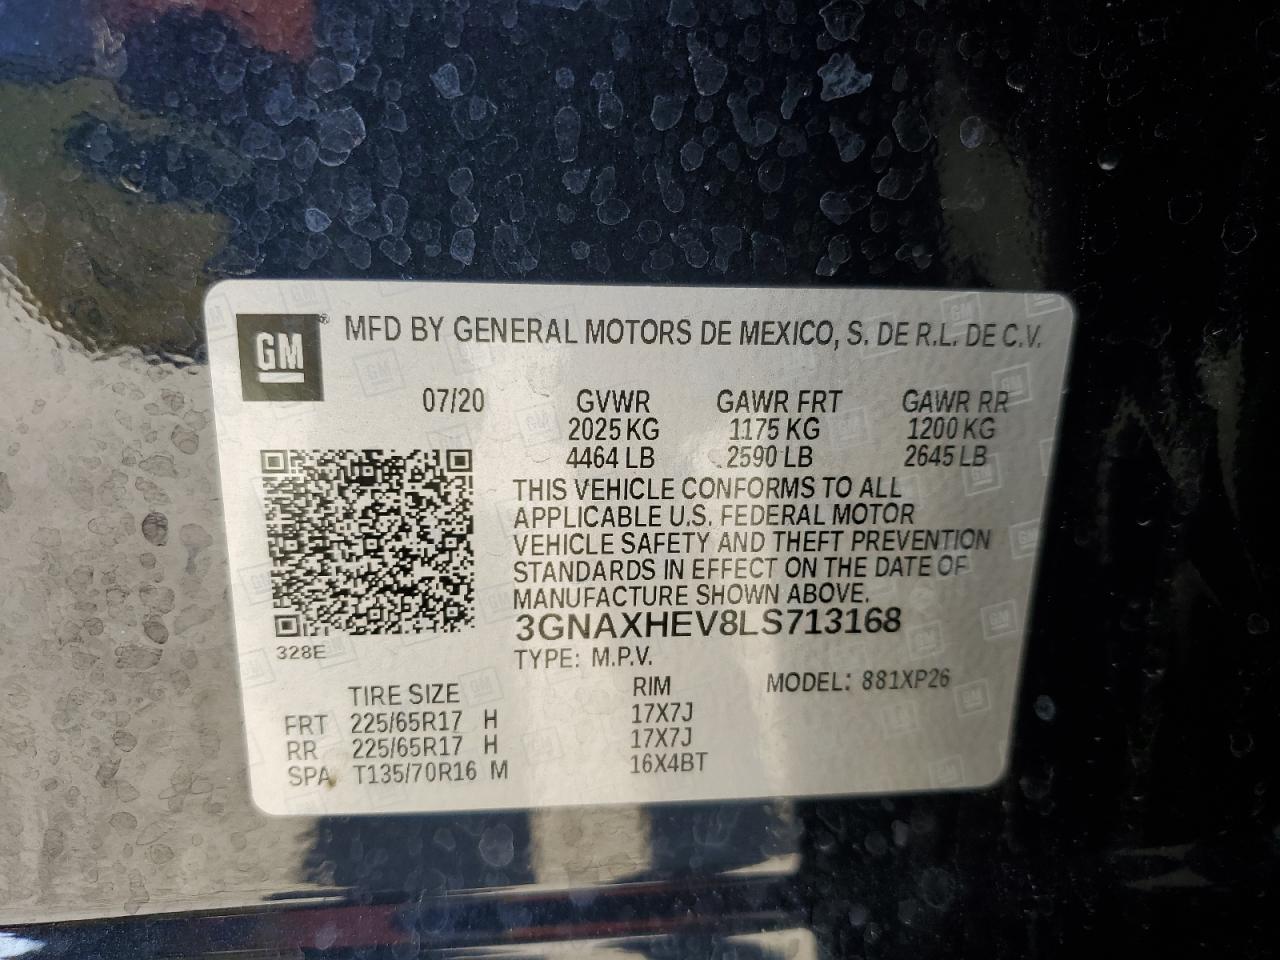 GM® MFD BY GENERAL MOTORS DE MEXICO, S. DE R.L. DE C.V.
07/20 GVWR GAWR FRT GAWR RR
2025 KG 1175 KG 1200 KG
4464 LB 2590 LB 2645 LB
THIS VEHICLE CONFORMS TO ALL
APPLICABLE U.S. FEDERAL MOTOR
VEHICLE SAFETY AND THEFT PREVENTION
STANDARDS IN EFFECT ON THE DATE OF
MANUFACTURE SHOWN ABOVE.
3GNAXHEV8LS713168
328E
TYPE: M.P.V. MODEL: 881XP26
TIRE SIZE RIM
FRT 225/65R17 H 17X7J
RR 225/65R17 H 17X7J
SPA T135/70R16 M 16X4BT